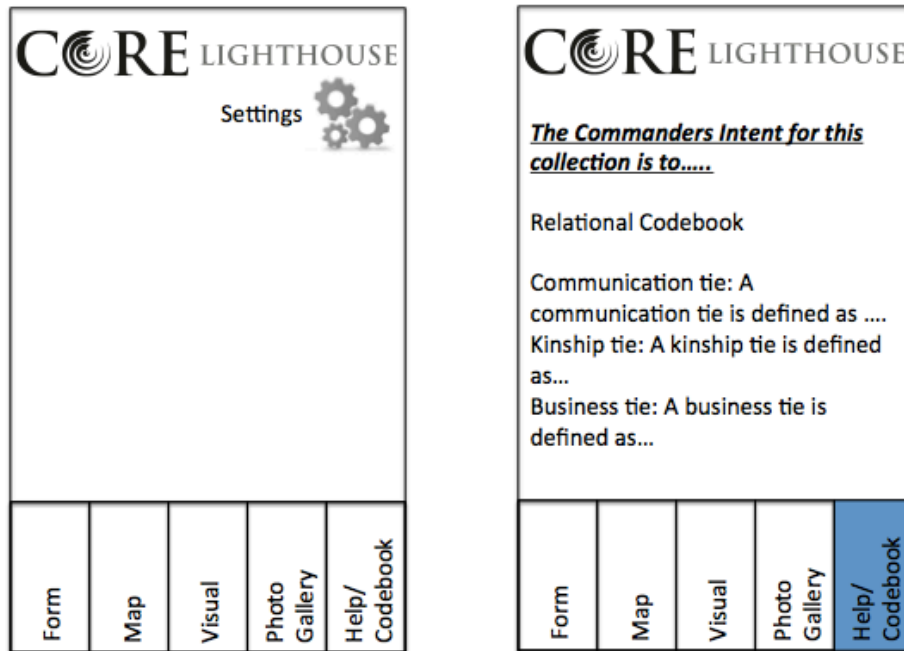 CORE LIGHTHOUSE
Settings
Form
Map
Visual
Photo
Gallery
Help/
Codebook
CORE LIGHTHOUSE
The Commanders Intent for this
collection is to.....
Relational Codebook
Communication tie: A
communication tie is defined as ....
Kinship tie: A kinship tie is defined
as...
Business tie: A business tie is
defined as...
Form
Map
Visual
Photo
Gallery
Help/
Codebook